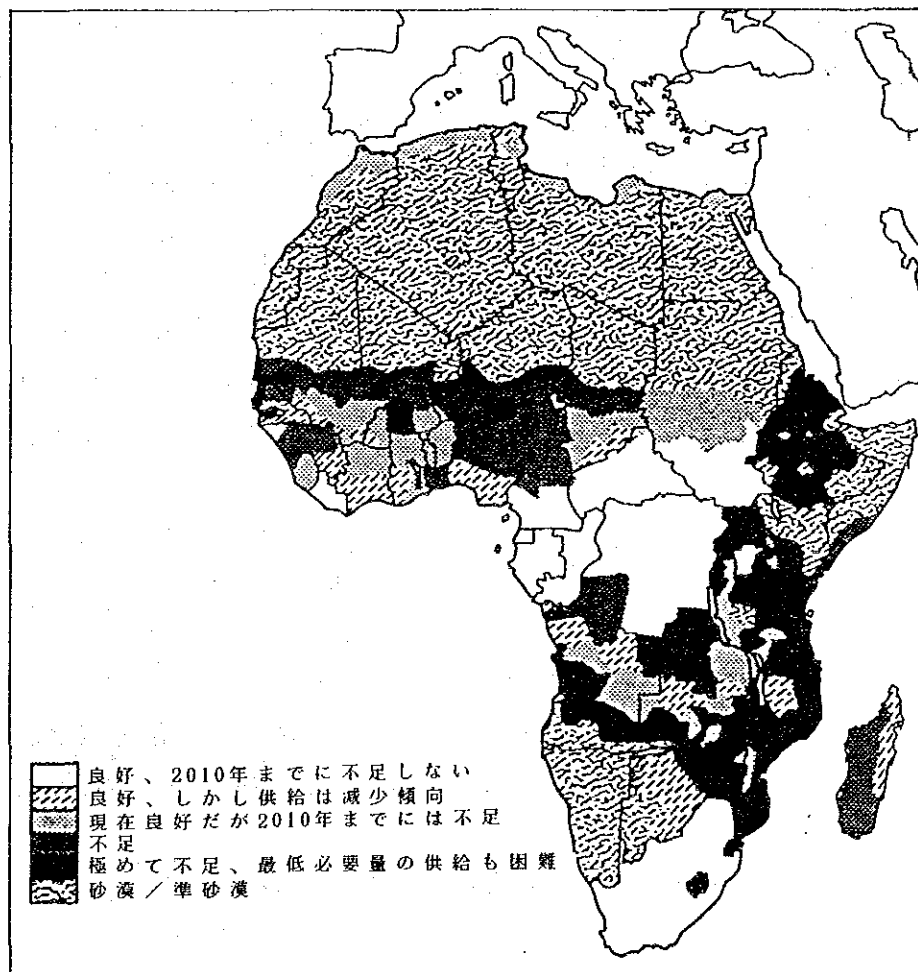 良好、2010年までに不足しない
良好、しかし供給は減少傾向
現在良好だが2010年までには不足
不足
極めて不足、最低必要量の供給も困難
砂漠／準砂漠